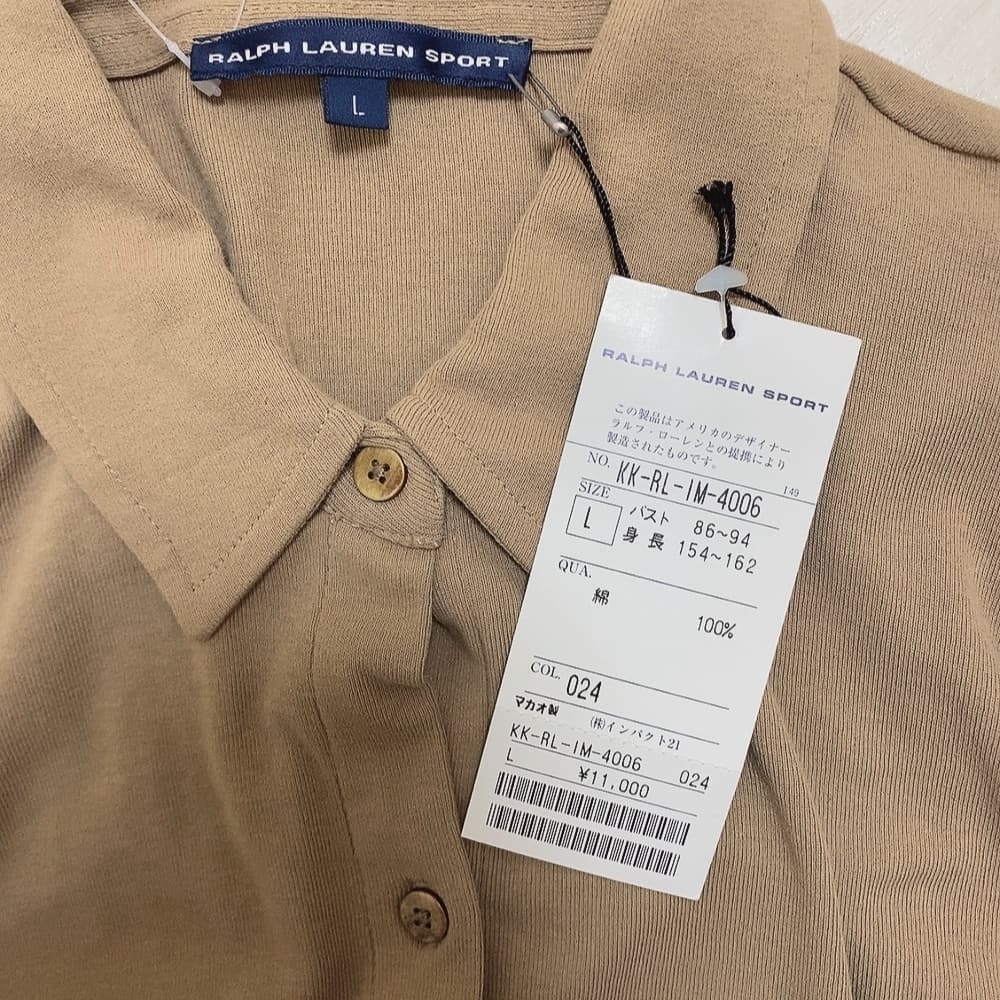 RALPH LAUREN SPORT
L
RALPH LAUREN SPORT
この製品はアメリカのデザイナー
ラルフ・ローレンとの提携により
製造されたものです。
149
NO. KK-RL-IM-4006
SIZE
L バスト 86~94
身長 154~162
QUA.
綿
100%
COL. 024
マカオ製 (株)インパクト21
KK-RL-IM-4006 024
L ¥11,000